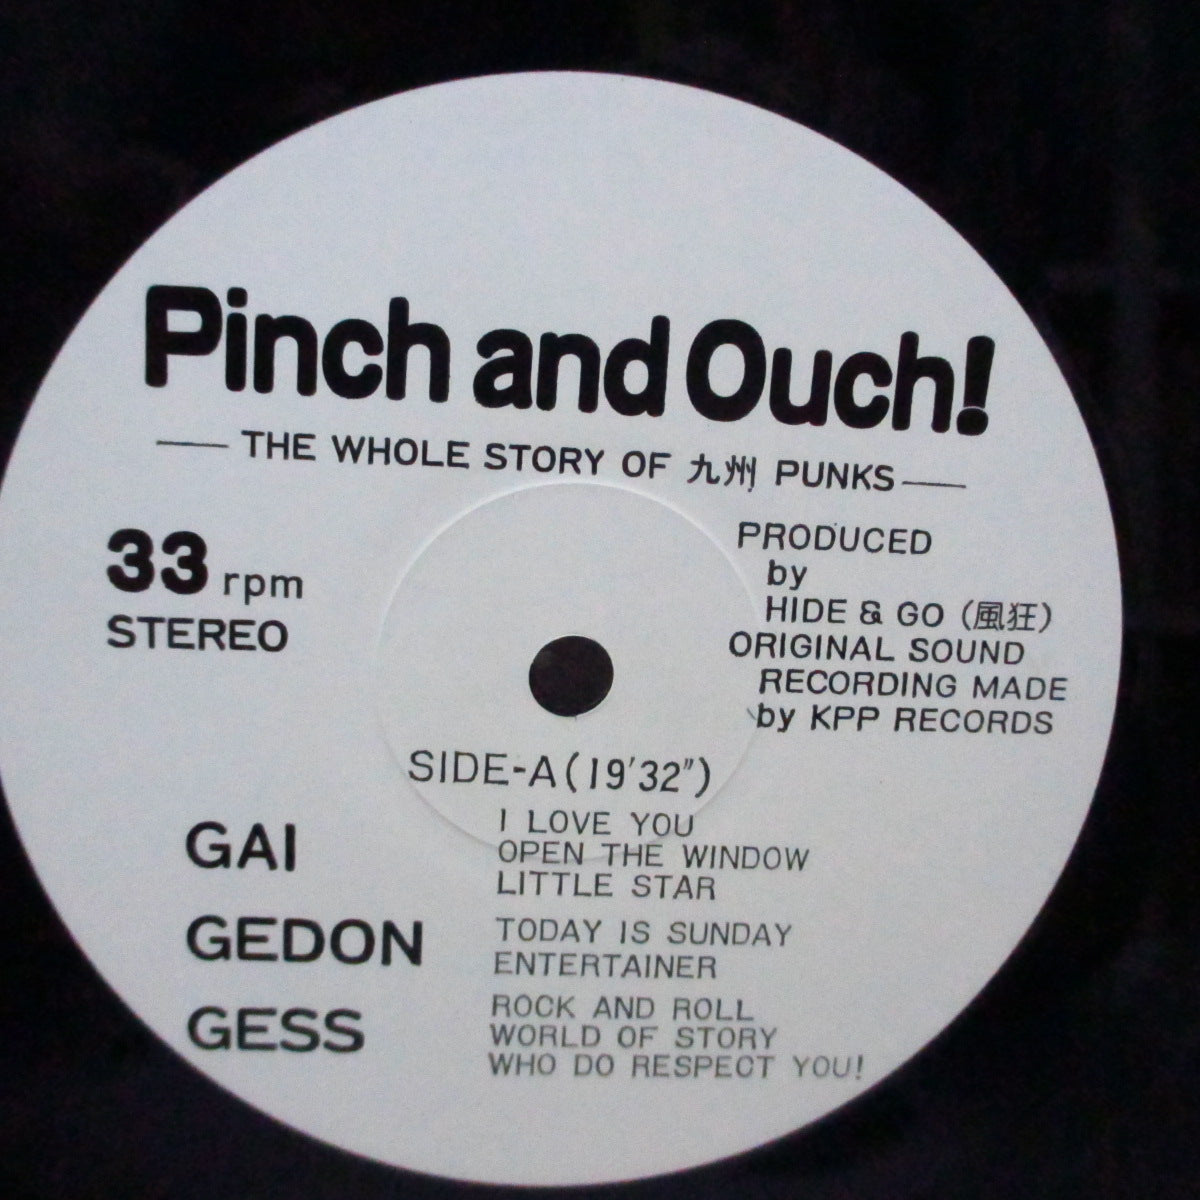 Pinch and Ouch!
— THE WHOLE STORY OF 九州 PUNKS —
33 rpm
STEREO
PRODUCED
by
HIDE & GO (風狂)
ORIGINAL SOUND
RECORDING MADE
by KPP RECORDS
SIDE-A (19'32")
GAI
I LOVE YOU
OPEN THE WINDOW
LITTLE STAR
GEDON
TODAY IS SUNDAY
ENTERTAINER
GESS
ROCK AND ROLL
WORLD OF STORY
WHO DO RESPECT YOU!